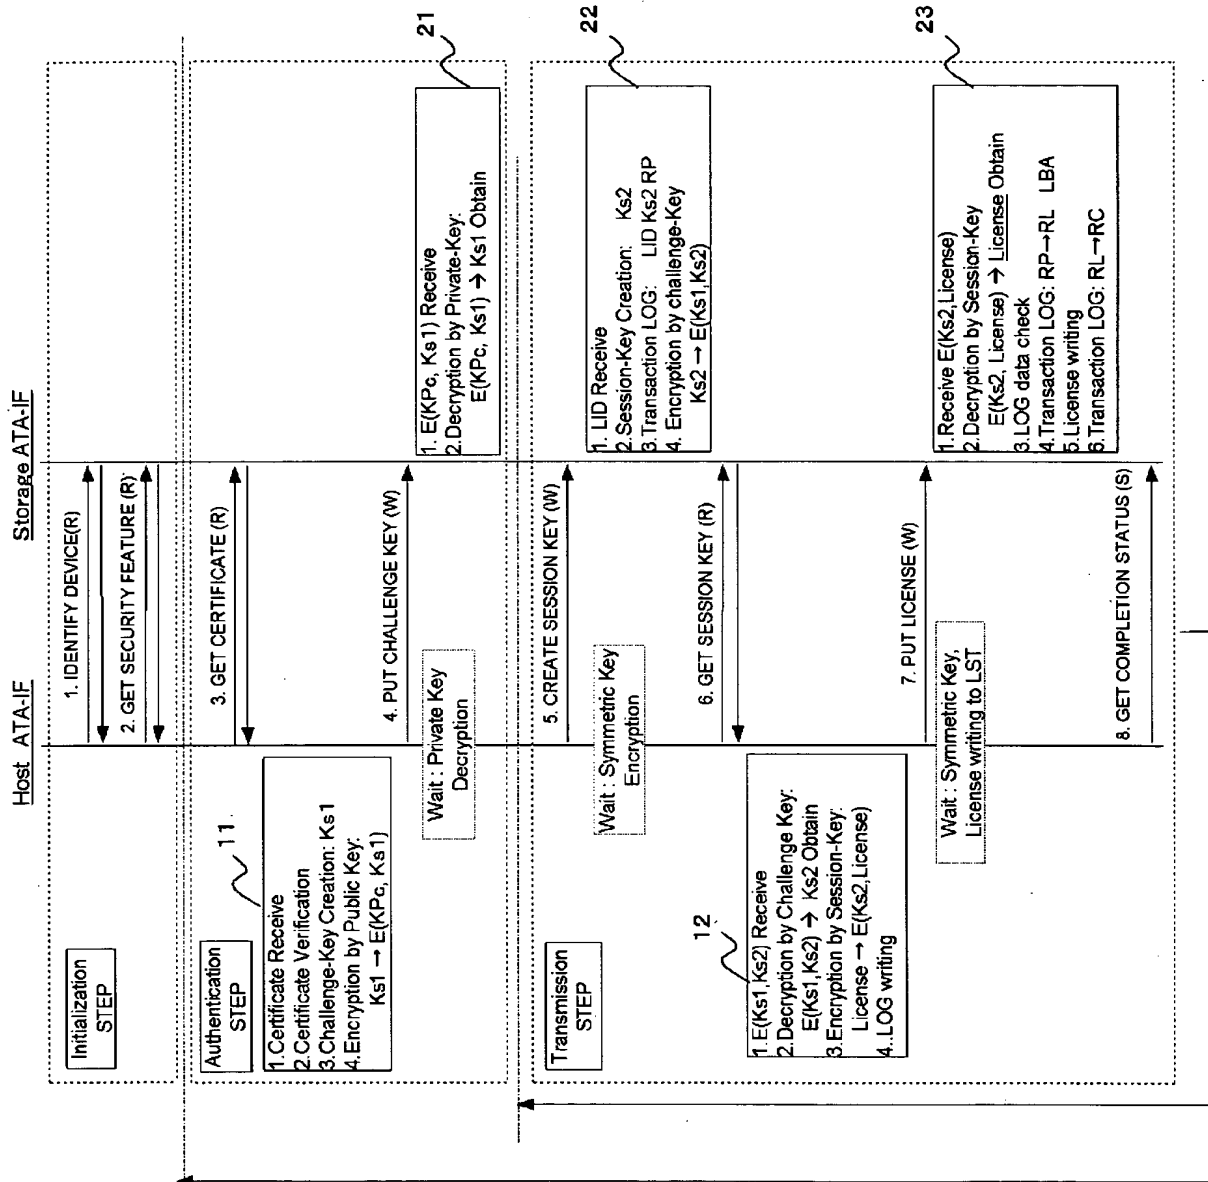 Host ATA-IF
Storage ATA-IF
Initialization
STEP
1. IDENTIFY DEVICE(R)
2. GET SECURITY FEATURE (R)
Authentication
STEP
3. GET CERTIFICATE (R)
11
1.Certificate Receive
2.Certificate Verification
3.Challenge-Key Creation: Ks1
4.Encryption by Public Key:
Ks1 → E(KPc, Ks1)
4. PUT CHALLENGE KEY (W)
Wait : Private Key
Decryption
21
1. E(KPc, Ks1) Receive
2.Decryption by Private-Key:
E(KPc, Ks1) → Ks1 Obtain
Transmission
STEP
5. CREATE SESSION KEY (W)
Wait : Symmetric Key
Encryption
22
1. LID Receive
2.Session-Key Creation: Ks2
3.Transaction LOG: LID Ks2 RP
4. Encryption by challenge-Key
Ks2 → E(Ks1,Ks2)
6. GET SESSION KEY (R)
12
1.E(Ks1,Ks2) Receive
2.Decryption by Challenge Key:
E(Ks1,Ks2) → Ks2 Obtain
3.Encryption by Session-Key:
License → E(Ks2,License)
4..LOG writing
7. PUT LICENSE (W)
Wait : Symmetric Key,
License writing to LST
23
1.Receive E(Ks2,License)
2.Decryption by Session-Key
E(Ks2, License) → License Obtain
3.LOG data check
4.Transaction LOG: RP→RL LBA
5.License writing
6.Transaction LOG: RL→RC
8. GET COMPLETION STATUS (S)